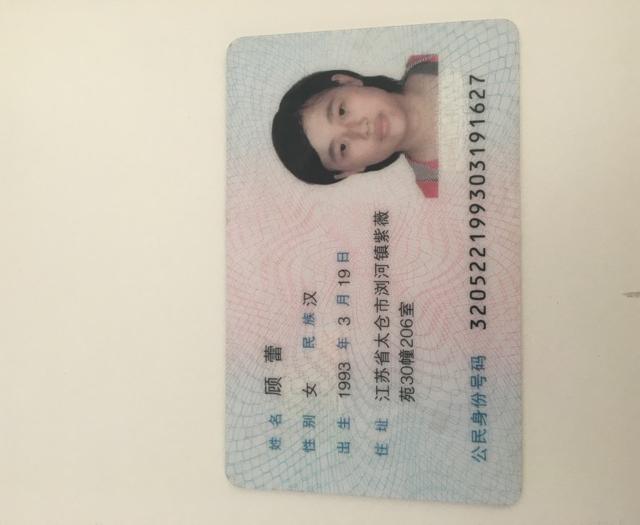 姓名 顾蕾
性别 女 民族 汉
出生 1993 年 3 月 19 日
住址 江苏省太仓市浏河镇紫薇
苑30幢206室
公民身份号码 320522199303191627